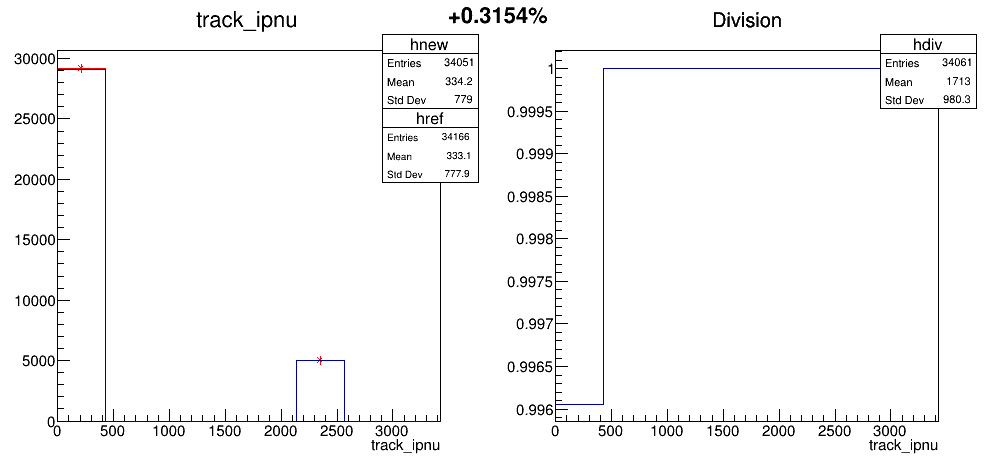 +0.3154%
track_ipnu
hnew
Entries 34051
Mean 334.2
Std Dev 779
href
Entries 34166
Mean 333.1
Std Dev 777.9
30000
25000
20000
15000
10000
5000
0
0 500 1000 1500 2000 2500 3000
track_ipnu
Division
hdiv
Entries 34061
Mean 1713
Std Dev 980.3
1
0.9995
0.999
0.9985
0.998
0.9975
0.997
0.9965
0.996
0 500 1000 1500 2000 2500 3000
track_ipnu